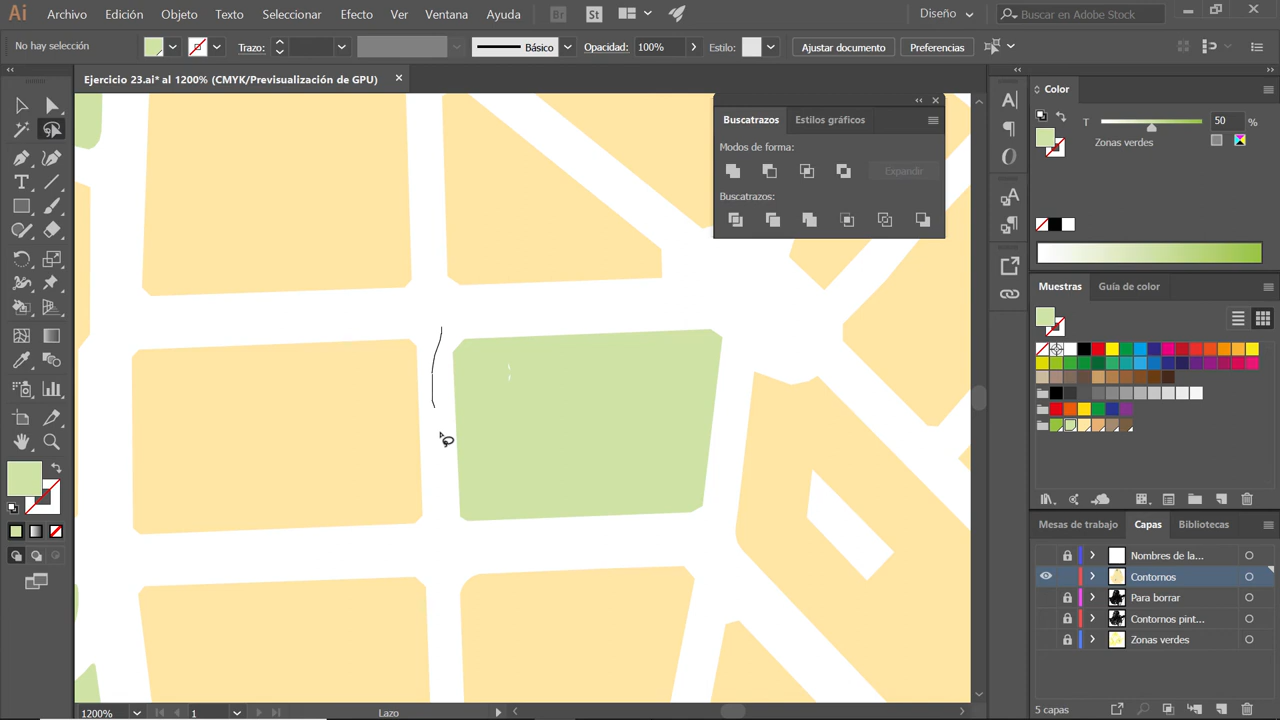 Ai Archivo Edición Objeto Texto Seleccionar Efecto Ver Ventana Ayuda Br St Diseño Buscar en Adobe Stock
No hay selección Trazo: Básico Opacidad: 100% Estilo: Ajustar documento Preferencias
Ejercicio 23.ai* al 1200% (CMYK/Previsualización de GPU)
Buscatrazos Estilos gráficos
Modos de forma:
Expandir
Buscatrazos:
Color
T 50 %
Zonas verdes
Muestras Guía de color
Mesas de trabajo Capas Bibliotecas
Nombres de la...
Contornos
Para borrar
Contornos pint...
Zonas verdes
5 capas
1200% 1 Lazo